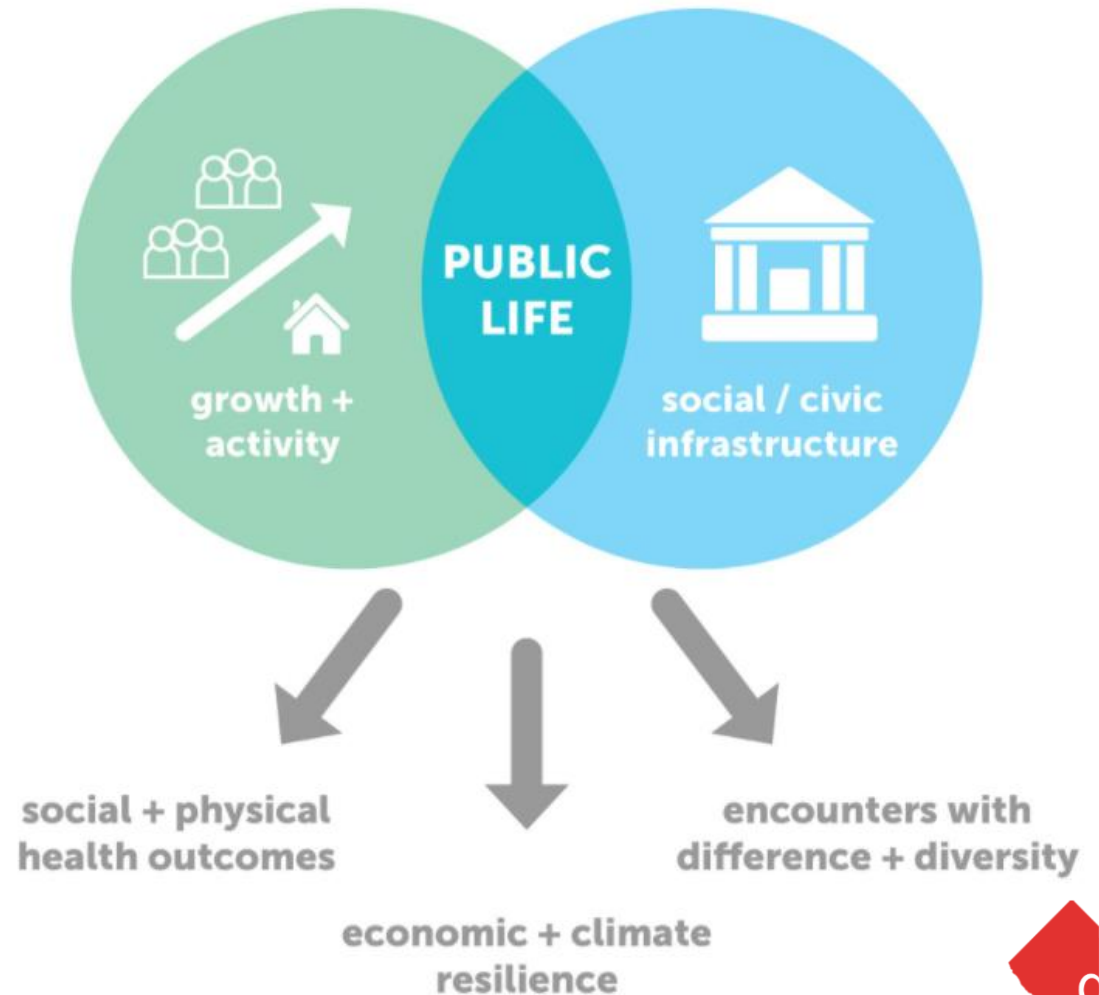 PUBLIC
LIFE
growth +
activity
social / civic
infrastructure
social + physical
health outcomes
encounters with
difference + diversity
economic + climate
resilience